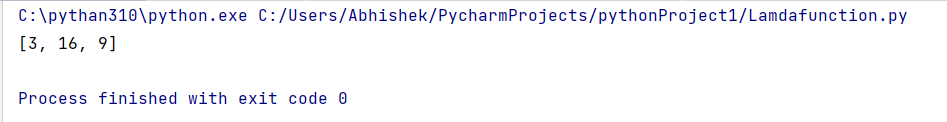 C:\pythan310\python.exe C:/Users/Abhishek/PycharmProjects/pythonProject1/Lamdafunction.py
[3, 16, 9]
Process finished with exit code 0